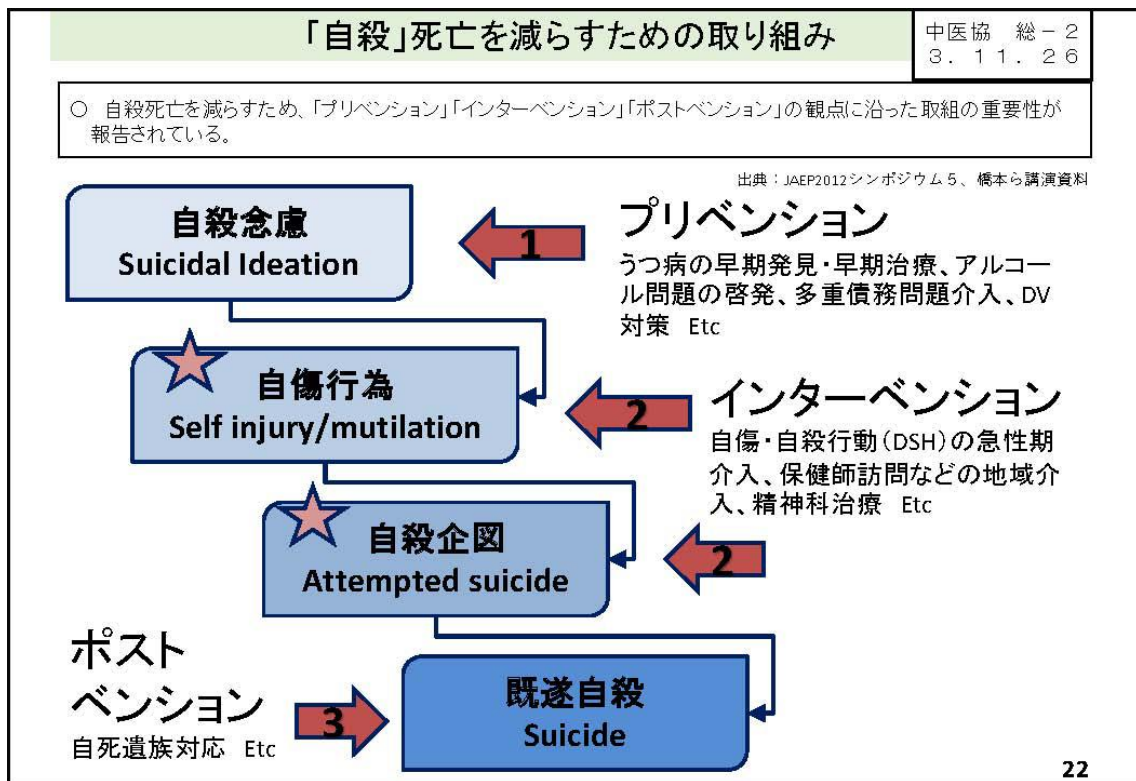 「自殺」死亡を減らすための取り組み
中医協　総－２
３．１１．２６
○　自殺死亡を減らすため、「プリベンション」「インターベンション」「ポストベンション」の観点に沿った取組の重要性が
報告されている。
出典：JAEP2012シンポジウム５、橋本ら講演資料
自殺念慮
Suicidal Ideation
1
プリベンション
うつ病の早期発見・早期治療、アルコー
ル問題の啓発、多重債務問題介入、DV
対策　Etc
自傷行為
Self injury/mutilation
2
インターベンション
自傷・自殺行動（DSH）の急性期
介入、保健師訪問などの地域介
入、精神科治療　Etc
自殺企図
Attempted suicide
2
ポスト
ベンション
自死遺族対応　Etc
3
既遂自殺
Suicide
22